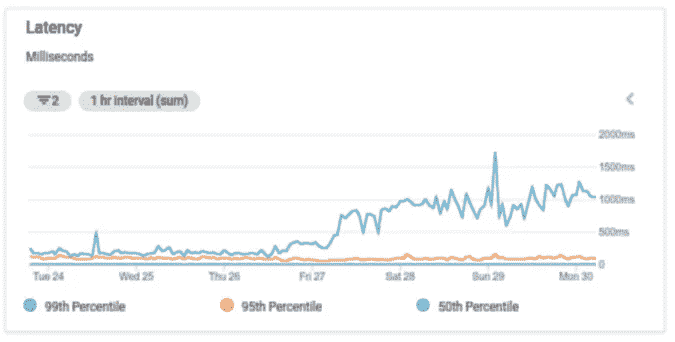 Latency
Milliseconds
2 1 hr interval (sum)
2000ms
1500ms
1000ms
500ms
0
Tue 24 Wed 25 Thu 26 Fri 27 Sat 28 Sun 29 Mon 30
99th Percentile 95th Percentile 50th Percentile